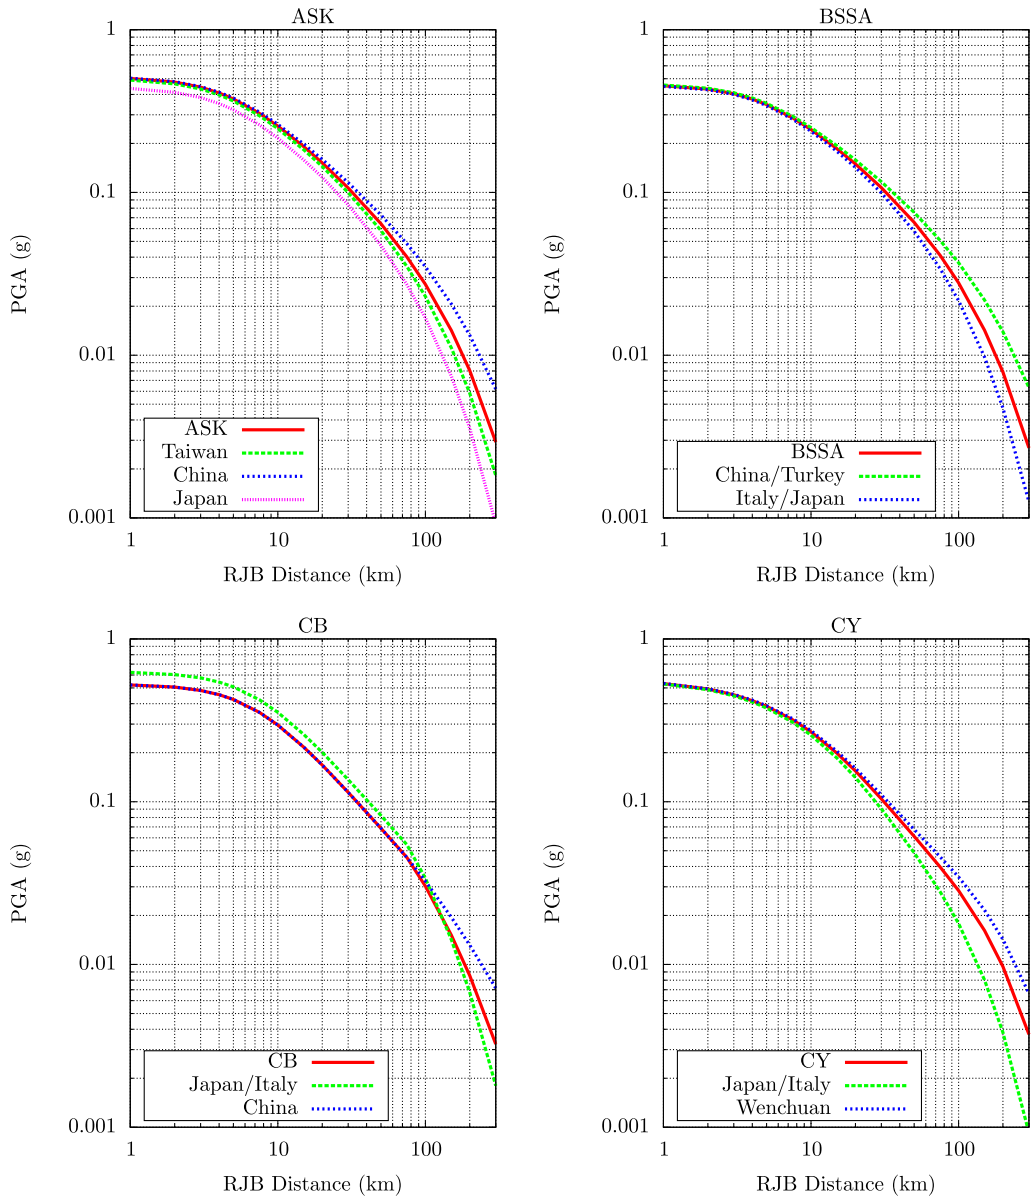 ASK
1
0.1
0.01
0.001
PGA (g)
ASK
Taiwan
China
Japan
1 10 100
RJB Distance (km)
BSSA
1
0.1
0.01
0.001
PGA (g)
BSSA
China/Turkey
Italy/Japan
1 10 100
RJB Distance (km)
CB
1
0.1
0.01
0.001
PGA (g)
CB
Japan/Italy
China
1 10 100
RJB Distance (km)
CY
1
0.1
0.01
0.001
PGA (g)
CY
Japan/Italy
Wenchuan
1 10 100
RJB Distance (km)